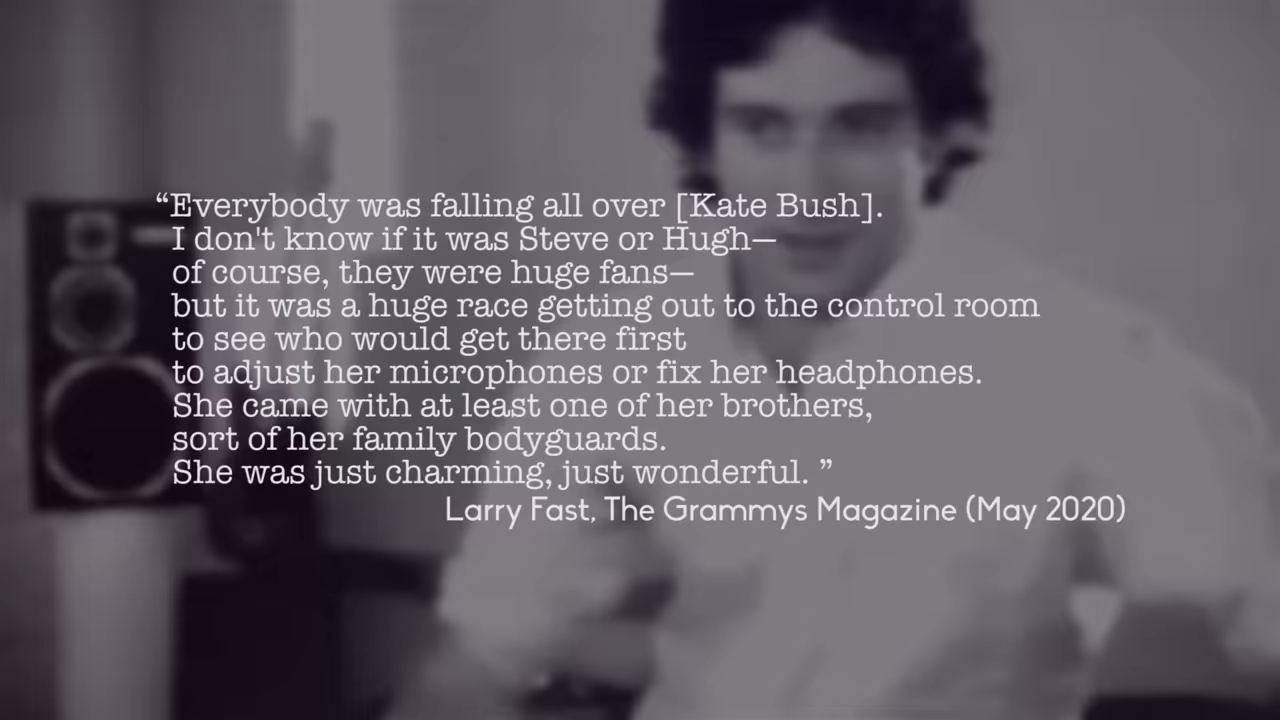 “Everybody was falling all over [Kate Bush].
I don't know if it was Steve or Hugh—
of course, they were huge fans—
but it was a huge race getting out to the control room
to see who would get there first
to adjust her microphones or fix her headphones.
She came with at least one of her brothers,
sort of her family bodyguards.
She was just charming, just wonderful. ”
Larry Fast, The Grammys Magazine (May 2020)